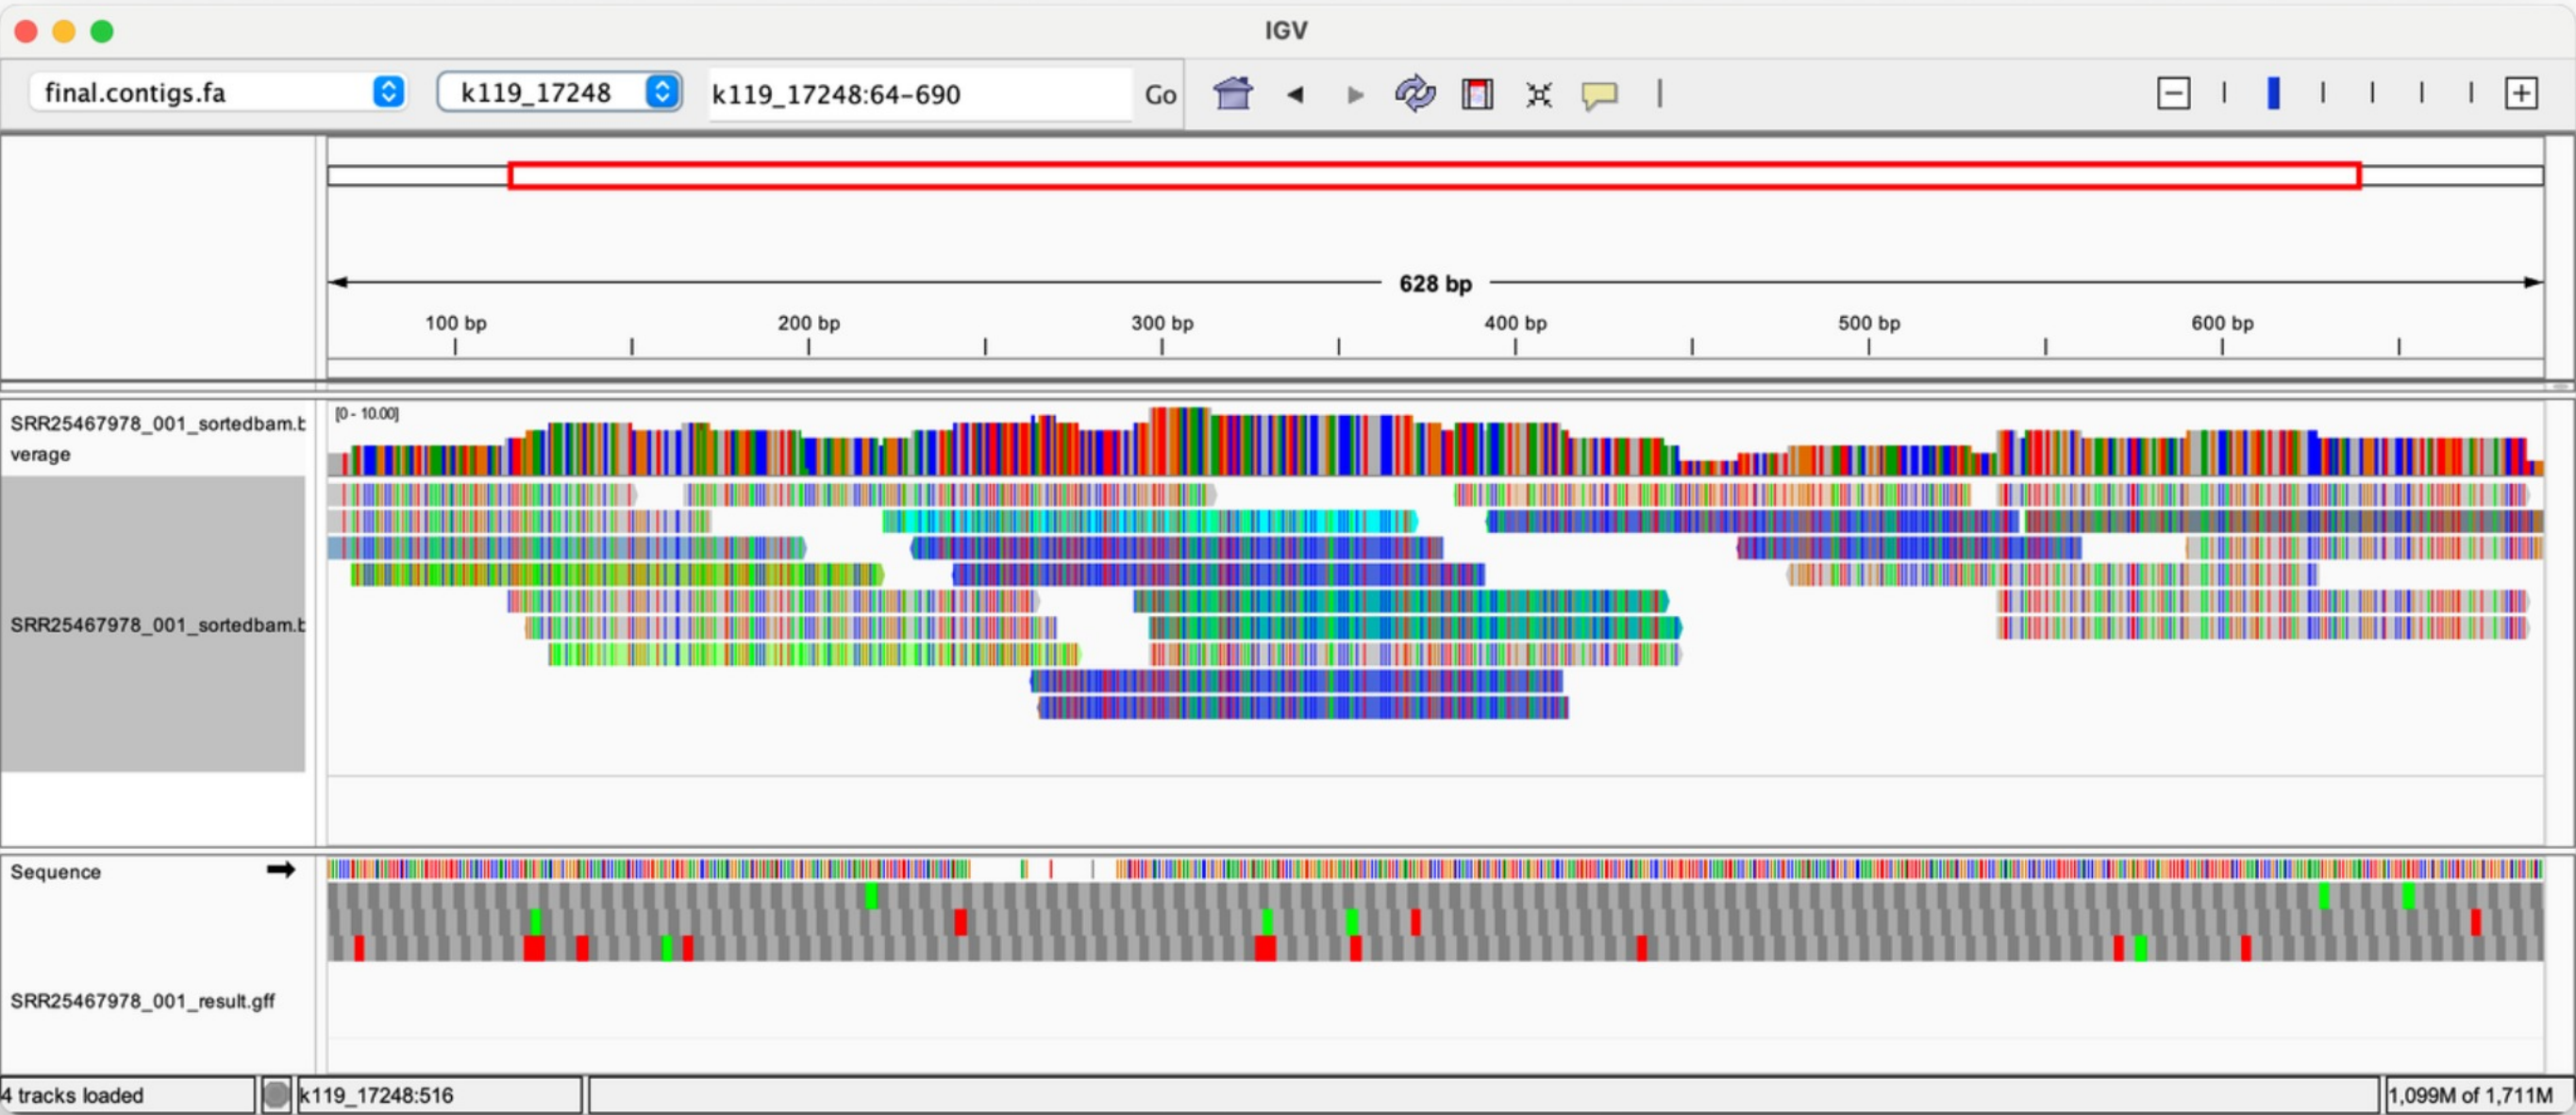 IGV
final.contigs.fa k119_17248 k119_17248:64-690 Go
628 bp
100 bp 200 bp 300 bp 400 bp 500 bp 600 bp
[0 - 10.00]
SRR25467978_001_sortedbam.b
verage
SRR25467978_001_sortedbam.b
Sequence
SRR25467978_001_result.gff
4 tracks loaded k119_17248:516 1,099M of 1,711M